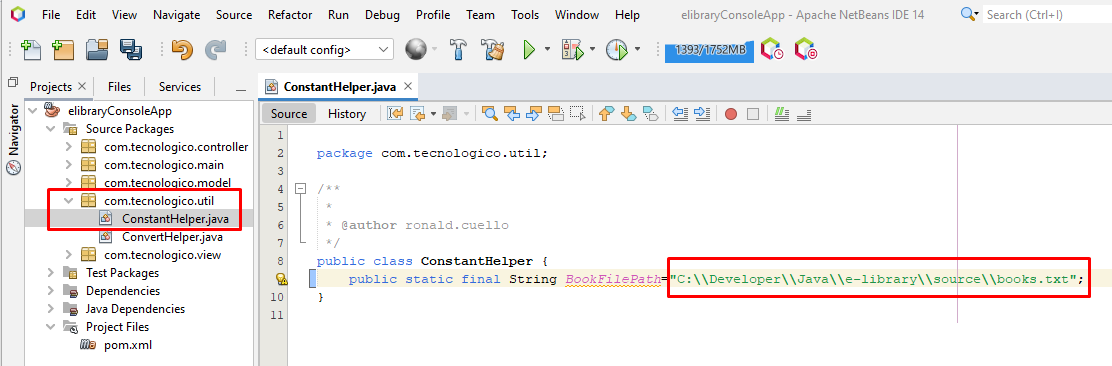 File Edit View Navigate Source Refactor Run Debug Profile Team Tools Window Help elibraryConsoleApp - Apache NetBeans IDE 14 Search (Ctrl+I)
<default config> 1393/1752MB
Projects Files Services ConstantHelper.java
Navigator
elibraryConsoleApp
Source Packages
com.tecnologico.controller
com.tecnologico.main
com.tecnologico.model
com.tecnologico.util
ConstantHelper.java
ConvertHelper.java
com.tecnologico.view
Test Packages
Dependencies
Java Dependencies
Project Files
pom.xml
Source History
1
2 package com.tecnologico.util;
3
4 /**
5 *
6 * @author ronald.cuello
7 */
8 public class ConstantHelper {
public static final String BookFilePath="C:\\Developer\\Java\\e-library\\source\\books.txt";
10 }